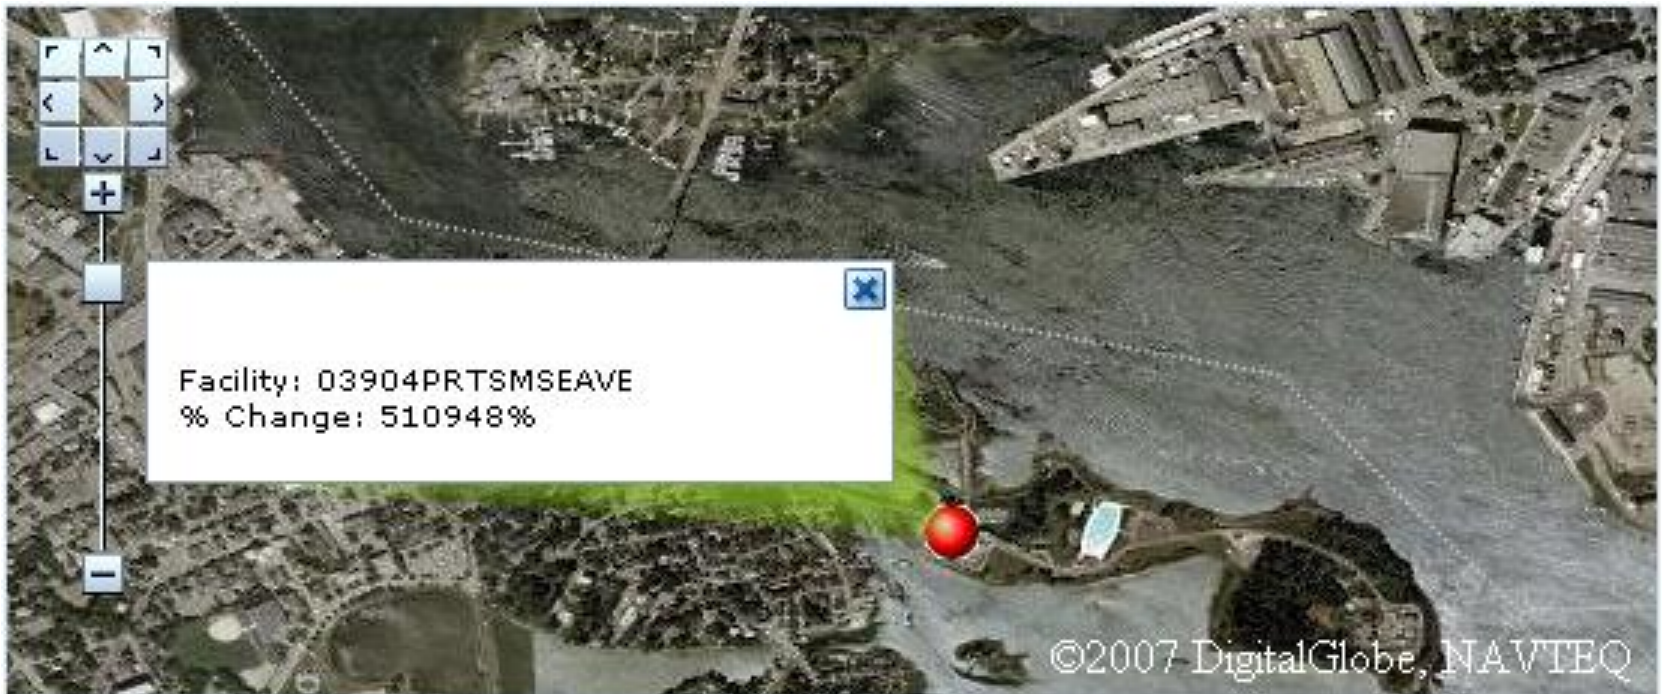 Facility: 03904PRTSMSEAVE
% Change: 510948%
©2007 DigitalGlobe, NAVTEQ